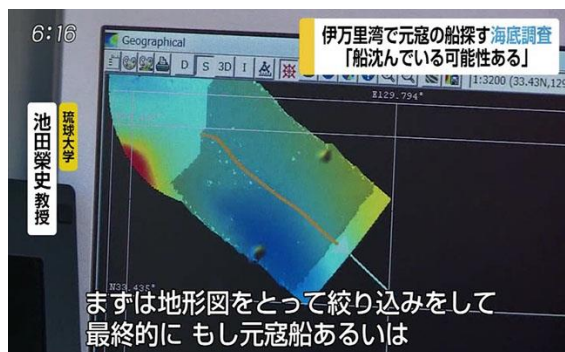 6:16
伊万里湾で元寇の船探す海底調査
「船沈んでいる可能性ある」
Geographical
D S 3D I
1:3200 (33.43N,129
E129.794°
琉球大学
池田榮史教授
N33.435°
まずは地形図をとって絞り込みをして
最終的に もし元寇船あるいは